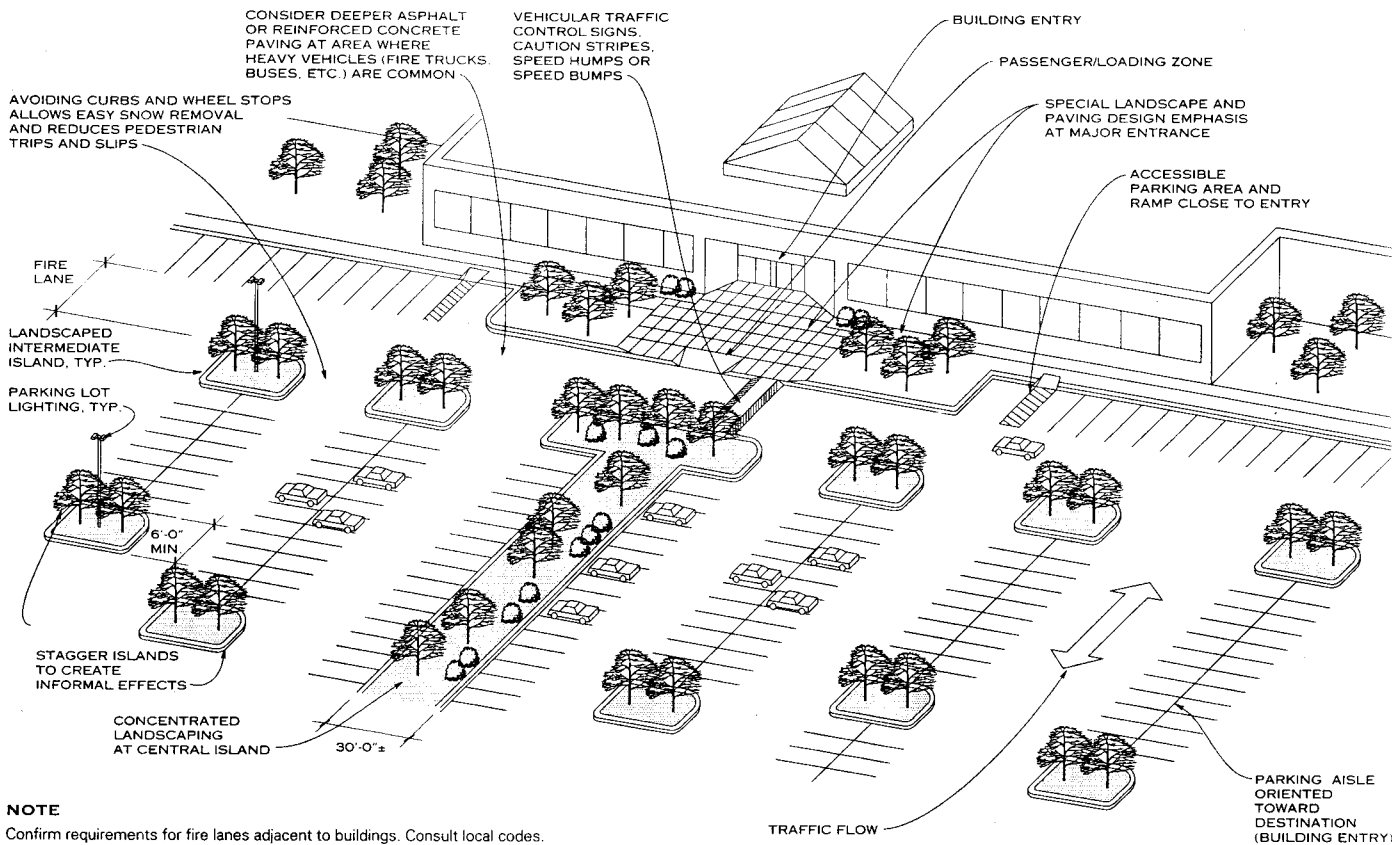 CONSIDER DEEPER ASPHALT
OR REINFORCED CONCRETE
PAVING AT AREA WHERE
HEAVY VEHICLES (FIRE TRUCKS.
BUSES, ETC.) ARE COMMON
VEHICULAR TRAFFIC
CONTROL SIGNS,
CAUTION STRIPES,
SPEED HUMPS OR
SPEED BUMPS
BUILDING ENTRY
PASSENGER/LOADING ZONE
AVOIDING CURBS AND WHEEL STOPS
ALLOWS EASY SNOW REMOVAL
AND REDUCES PEDESTRIAN
TRIPS AND SLIPS
SPECIAL LANDSCAPE AND
PAVING DESIGN EMPHASIS
AT MAJOR ENTRANCE
ACCESSIBLE
PARKING AREA AND
RAMP CLOSE TO ENTRY
FIRE
LANE
LANDSCAPED
INTERMEDIATE
ISLAND, TYP.
PARKING LOT
LIGHTING, TYP.
6'-0"
MIN.
STAGGER ISLANDS
TO CREATE
INFORMAL EFFECTS
CONCENTRATED
LANDSCAPING
AT CENTRAL ISLAND
30'-0"±
TRAFFIC FLOW
PARKING AISLE
ORIENTED
TOWARD
DESTINATION
(BUILDING ENTRY)
NOTE
Confirm requirements for fire lanes adjacent to buildings. Consult local codes.